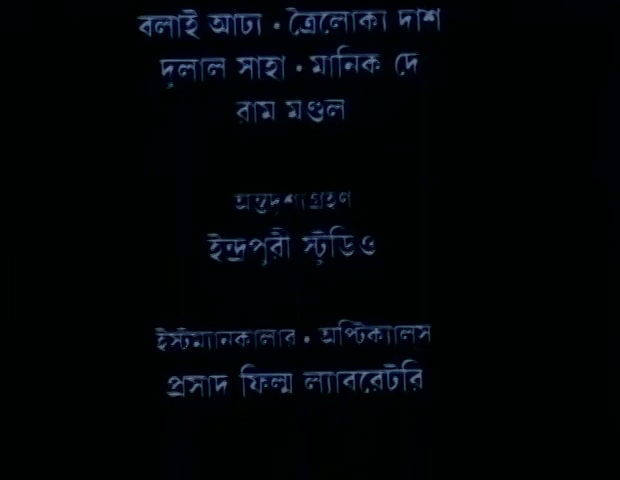 বলাই আঢ্য • ত্রৈলোক্য দাশ
দুলাল সাহা • মানিক দে
রাম মণ্ডল
অন্তর্দৃশ্যগ্রহণ
ইন্দ্রপুরী স্টুডিও
ইস্টম্যানকালার • অপ্টিক্যালস
প্রসাদ ফিল্ম ল্যাবরেটরি